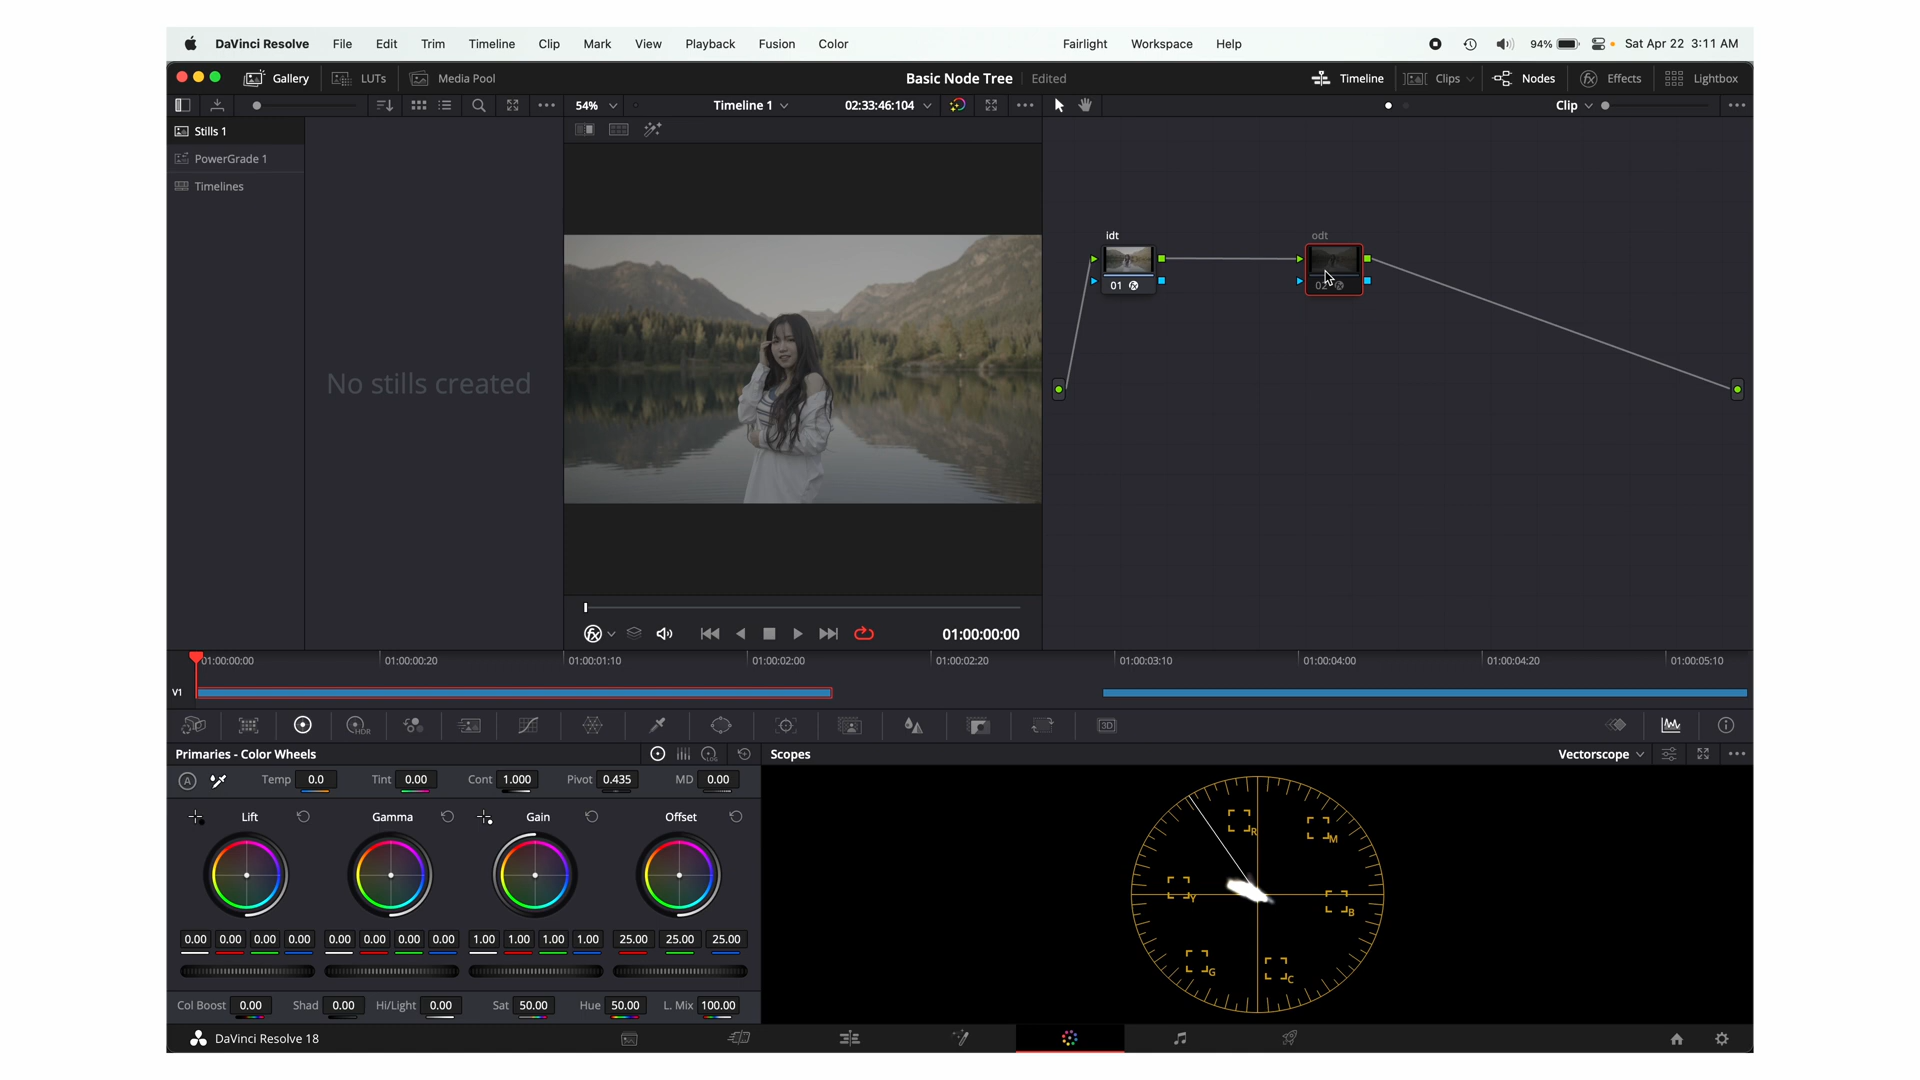 DaVinci Resolve File Edit Trim Timeline Clip Mark View Playback Fusion Color Fairlight Workspace Help 94% Sat Apr 22 3:11 AM
Gallery LUTs Media Pool Basic Node Tree Edited Timeline Clips Nodes Effects Lightbox
54% Timeline 1 02:33:46:104 Clip
Stills 1
PowerGrade 1
Timelines
No stills created
idt
01
odt
02
01:00:00:00
01:00:00:00 01:00:00:20 01:00:01:10 01:00:02:00 01:00:02:20 01:00:03:10 01:00:04:00 01:00:04:20 01:00:05:10
V1
HDR
3D
Primaries - Color Wheels
LOG
Scopes
Vectorscope
A Temp 0.0 Tint 0.00 Cont 1.000 Pivot 0.435 MD 0.00
Lift Gamma Gain Offset
0.00 0.00 0.00 0.00 0.00 0.00 0.00 0.00 1.00 1.00 1.00 1.00 25.00 25.00 25.00
Col Boost 0.00 Shad 0.00 Hi/Light 0.00 Sat 50.00 Hue 50.00 L. Mix 100.00
R
M
Y
B
G
C
DaVinci Resolve 18